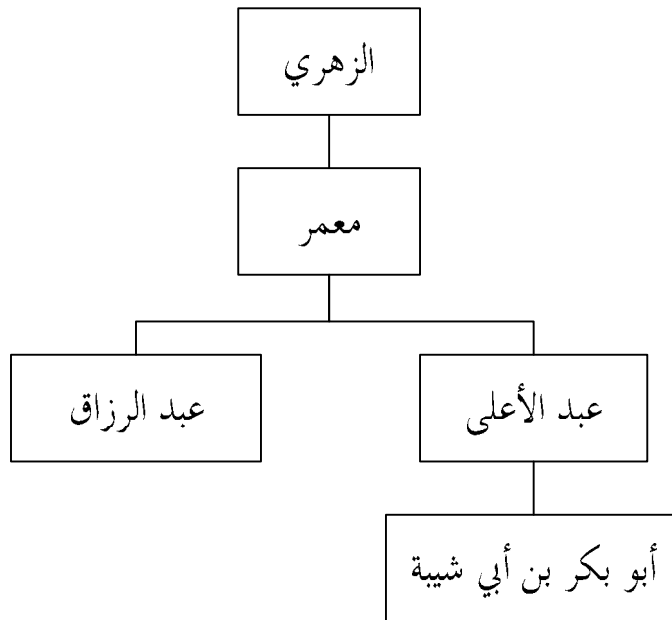 الزهري
معمر
عبد الأعلى
عبد الرزاق
أبو بكر بن أبي شيبة